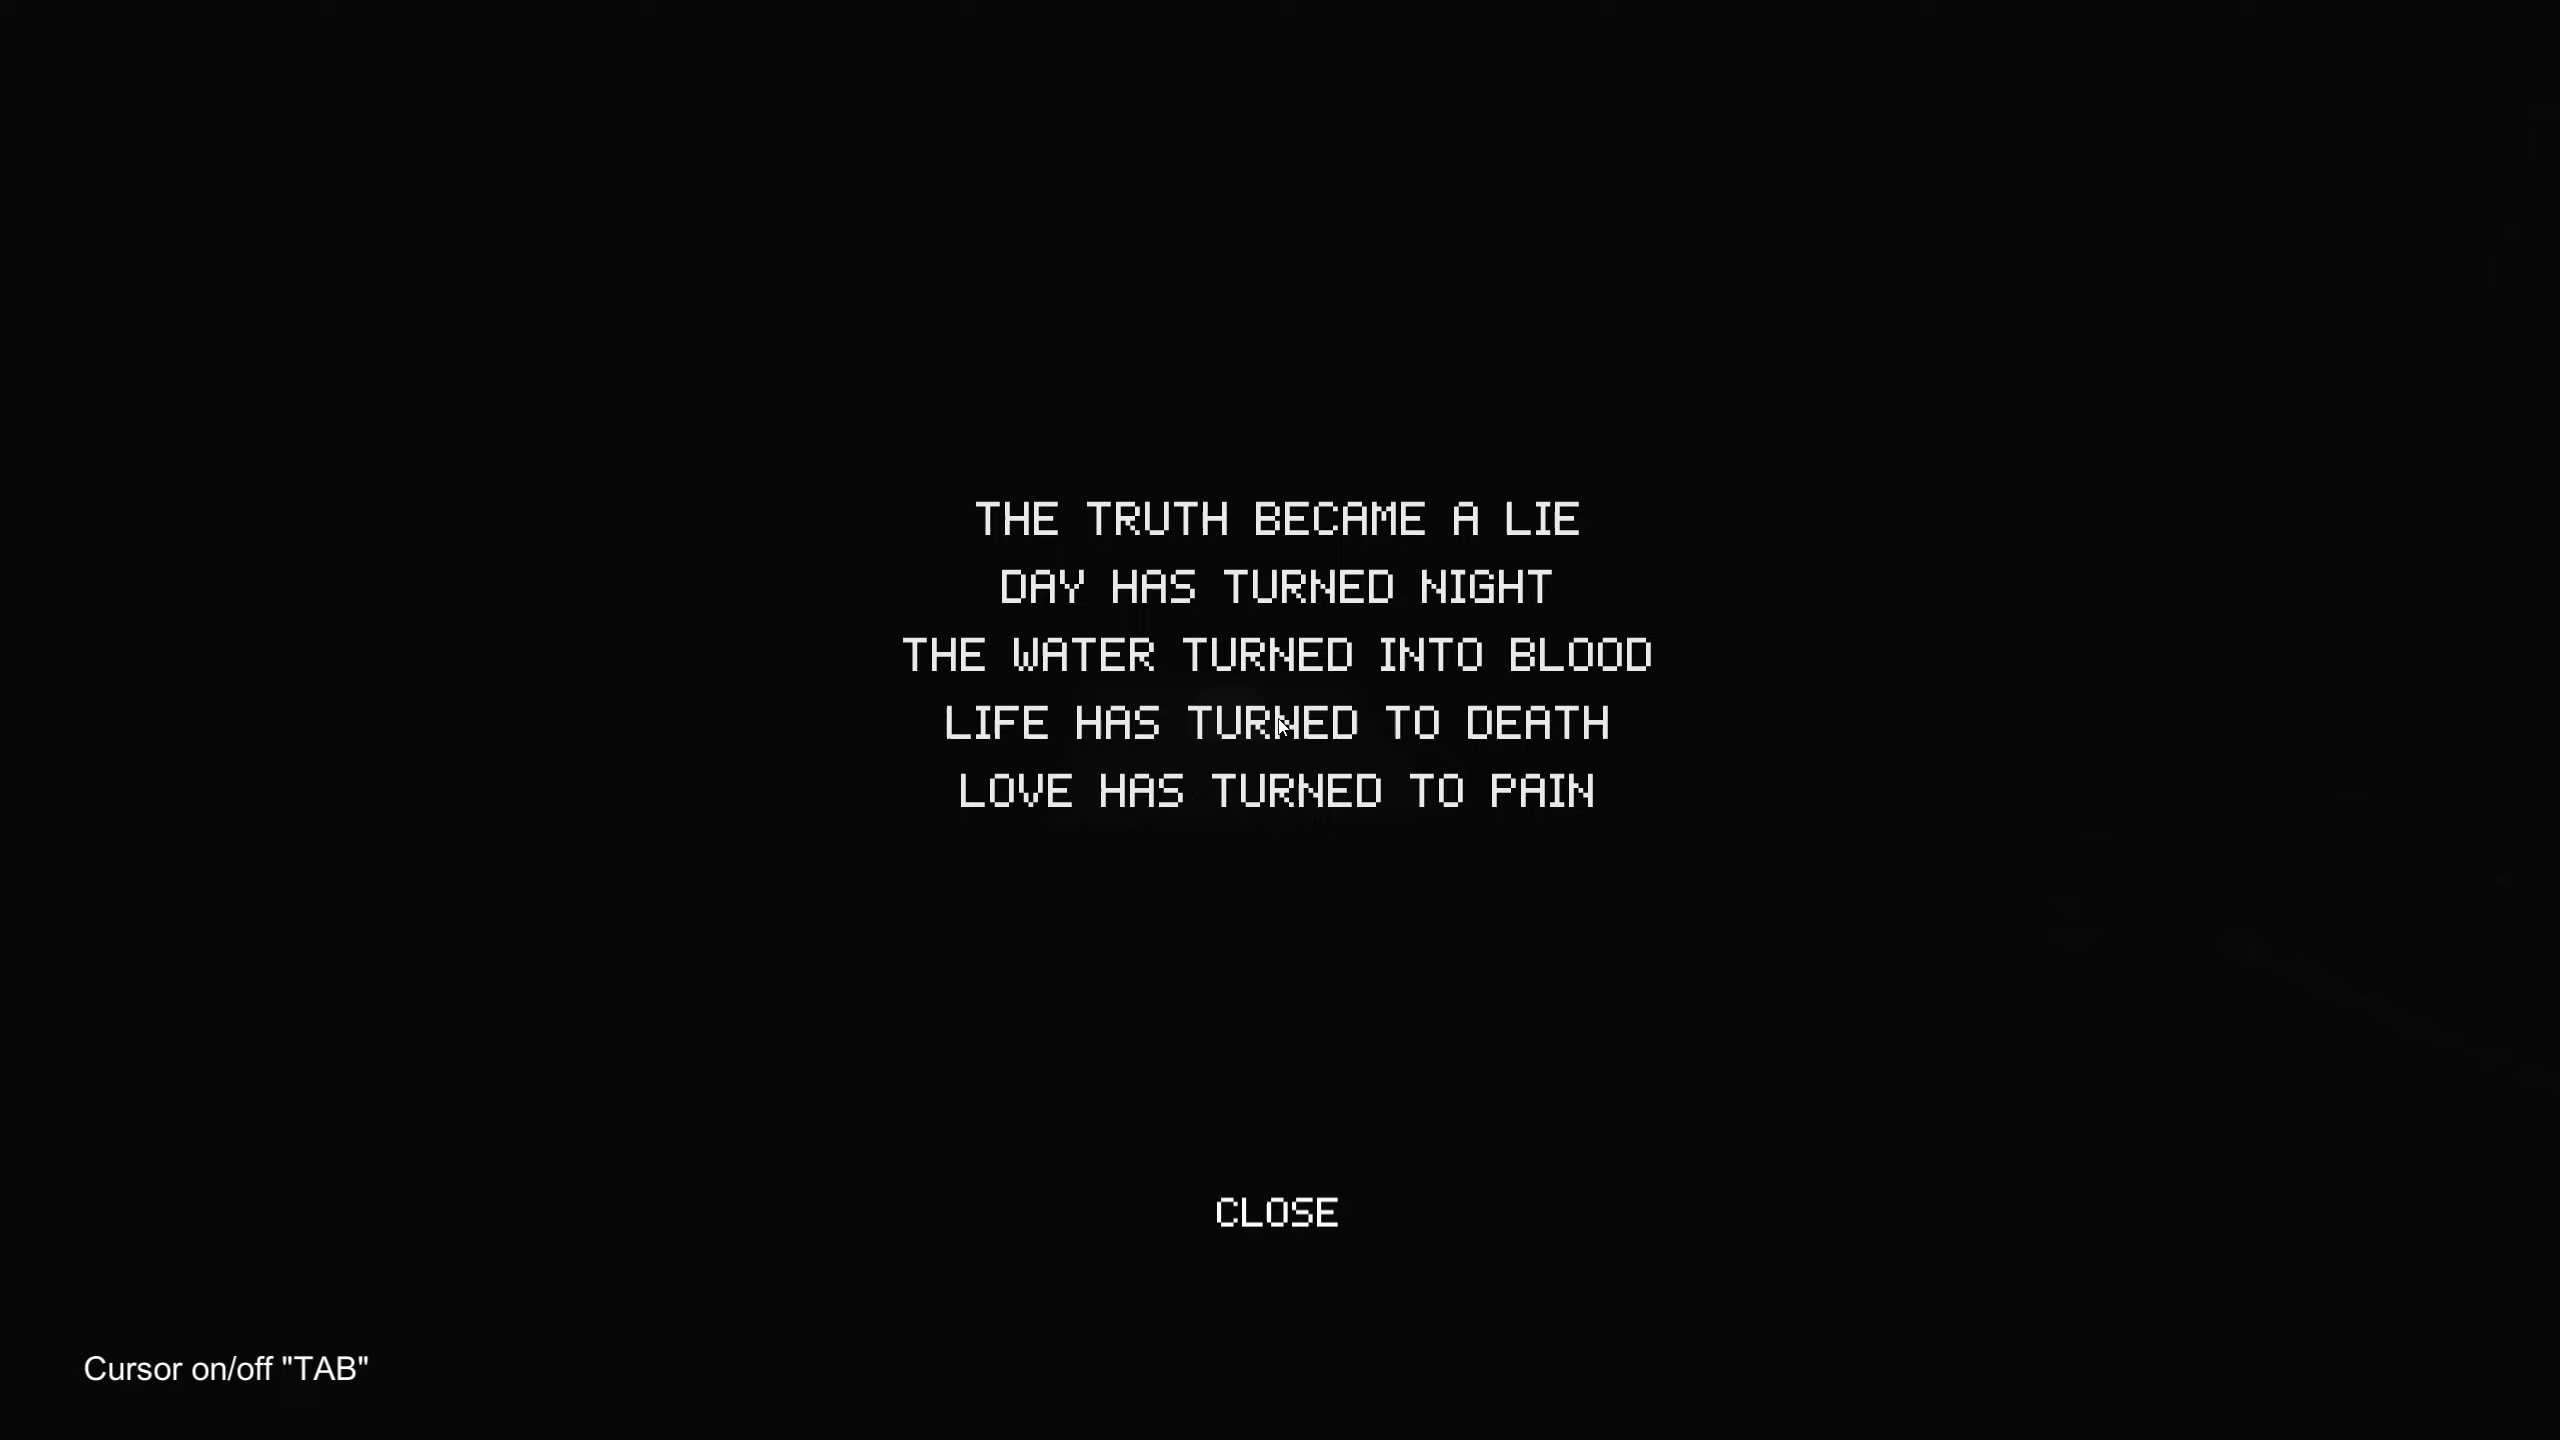 THE TRUTH BECAME A LIE
DAY HAS TURNED NIGHT
THE WATER TURNED INTO BLOOD
LIFE HAS TURNED TO DEATH
LOVE HAS TURNED TO PAIN
CLOSE
Cursor on/off "TAB"